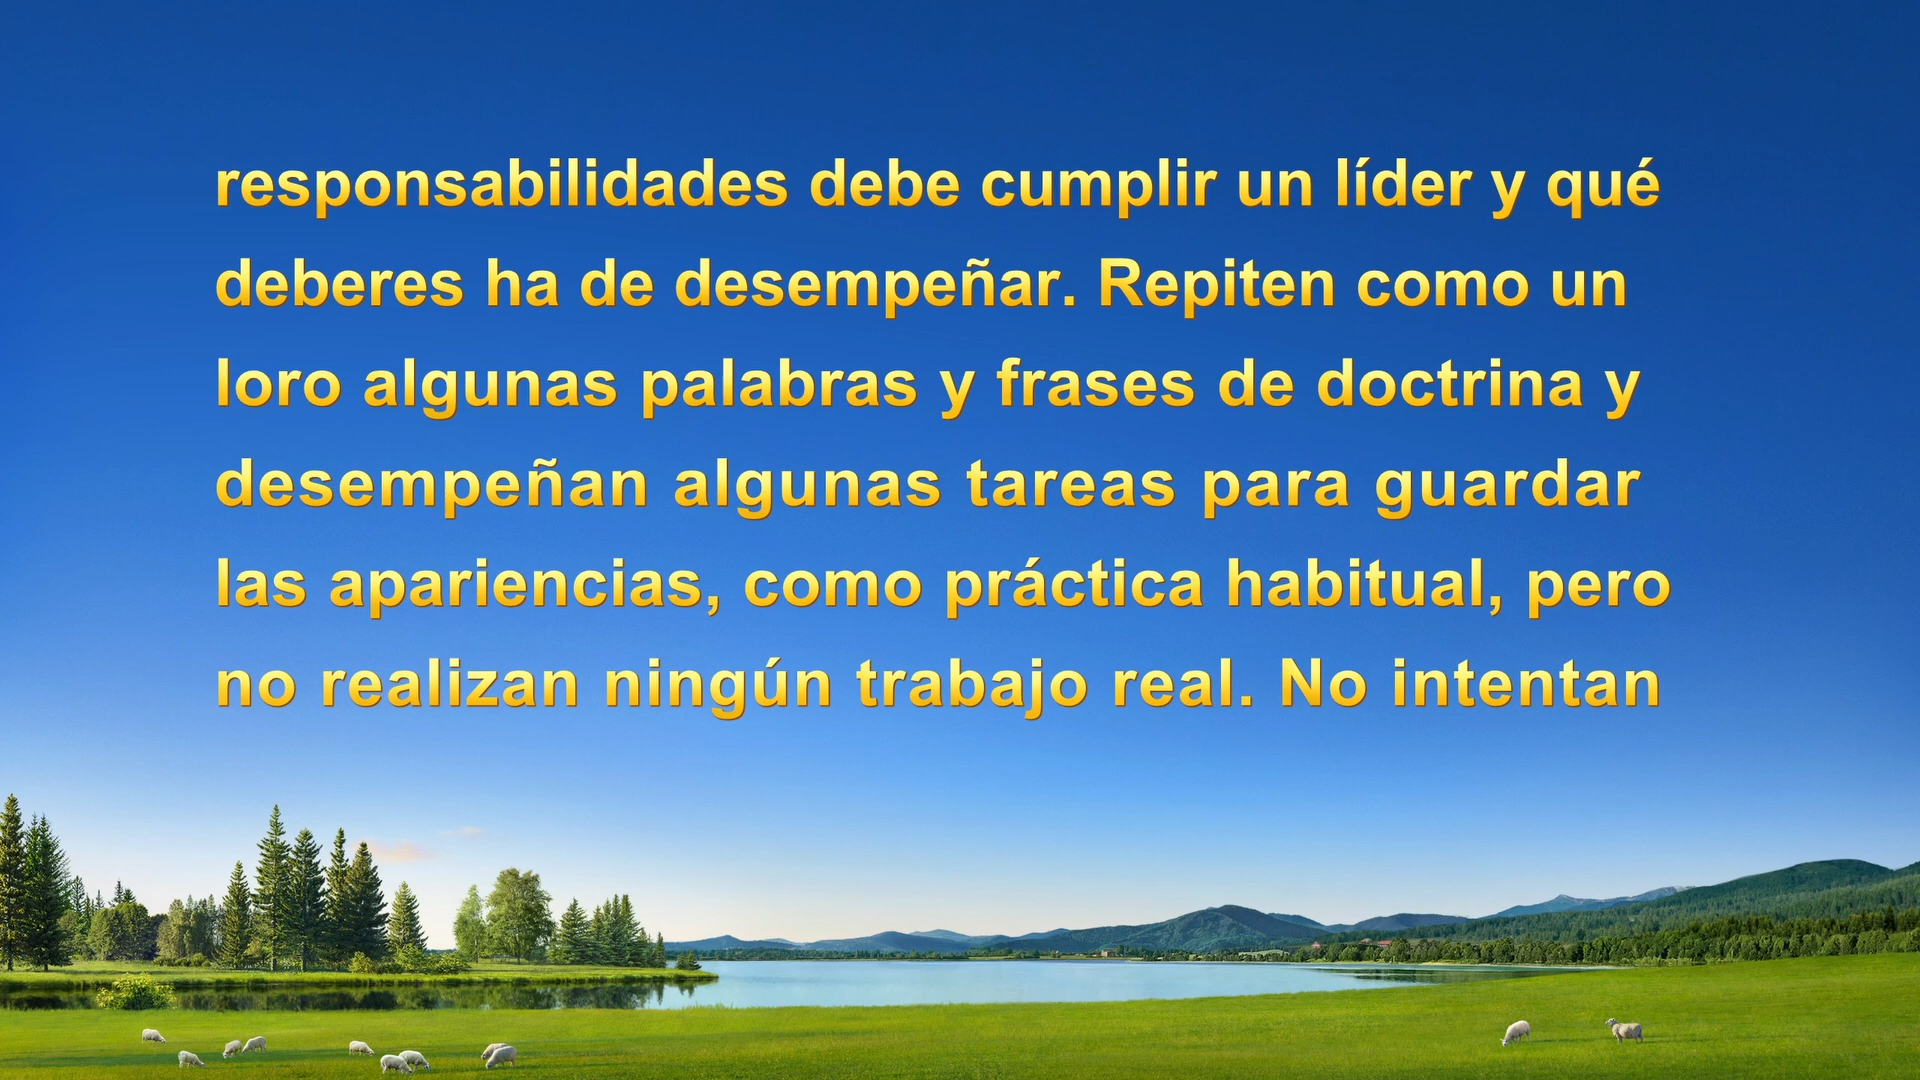 responsabilidades debe cumplir un líder y qué
deberes ha de desempeñar. Repiten como un
loro algunas palabras y frases de doctrina y
desempeñan algunas tareas para guardar
las apariencias, como práctica habitual, pero
no realizan ningún trabajo real. No intentan